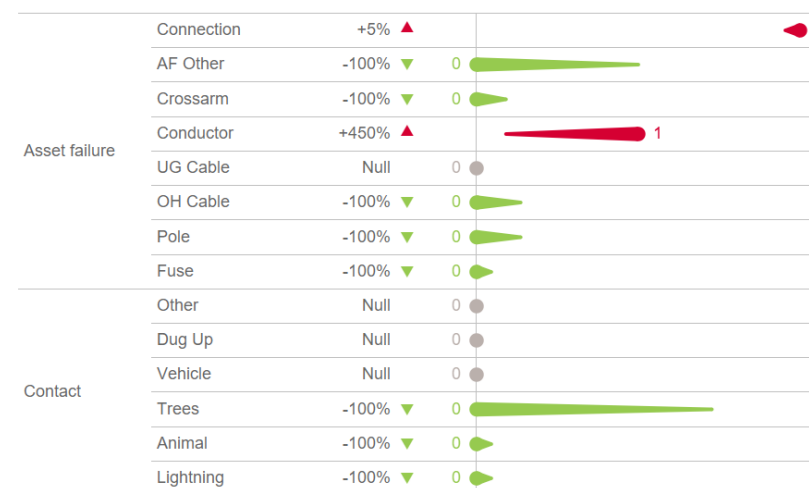 Connection +5%
AF Other -100% 0
Crossarm -100% 0
Conductor +450% 1
Asset failure
UG Cable Null 0
OH Cable -100% 0
Pole -100% 0
Fuse -100% 0
Other Null 0
Dug Up Null 0
Vehicle Null 0
Contact
Trees -100% 0
Animal -100% 0
Lightning -100% 0